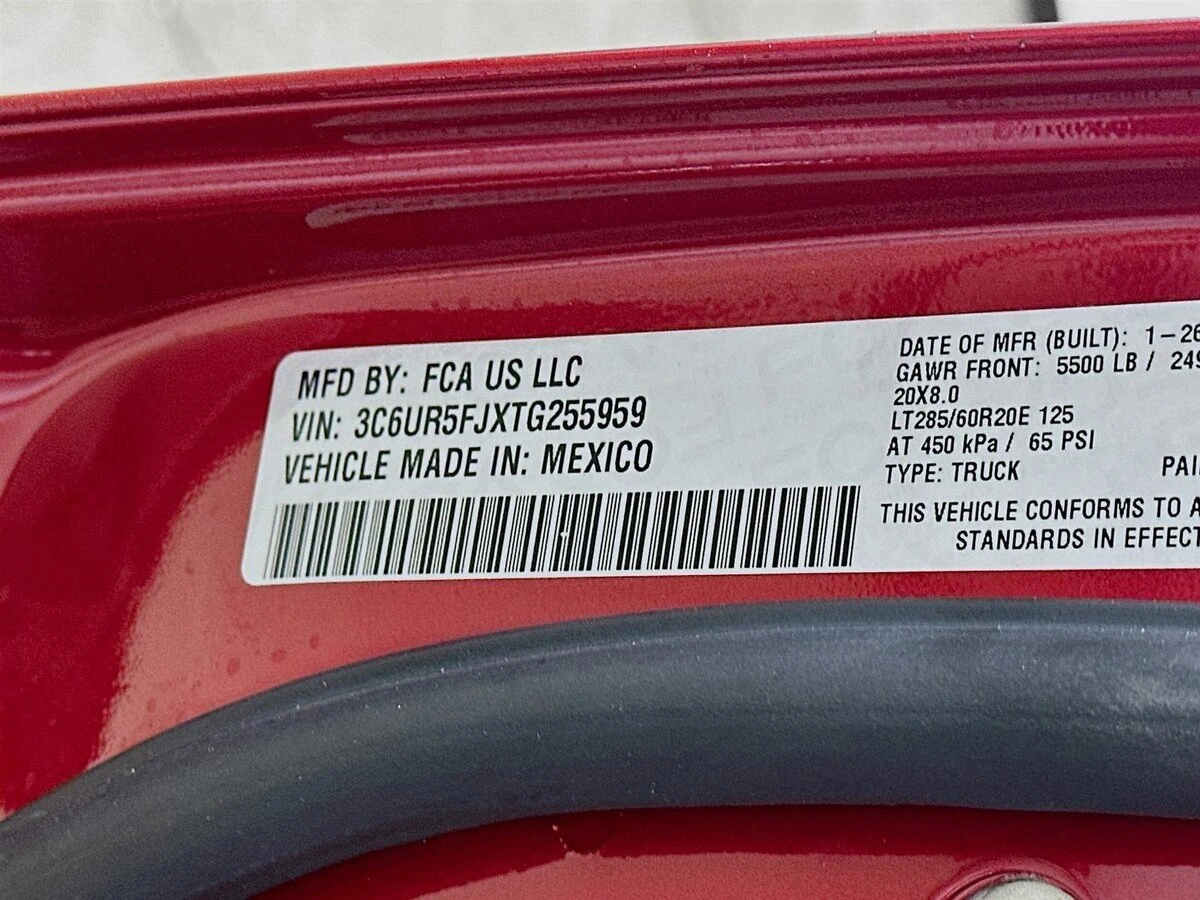 MFD BY: FCA US LLC
VIN: 3C6UR5FJXTG255959
VEHICLE MADE IN: MEXICO
DATE OF MFR (BUILT): 1-26
GAWR FRONT: 5500 LB / 249
20X8.0
LT285/60R20E 125
AT 450 kPa / 65 PSI
TYPE: TRUCK
THIS VEHICLE CONFORMS TO A
STANDARDS IN EFFECT